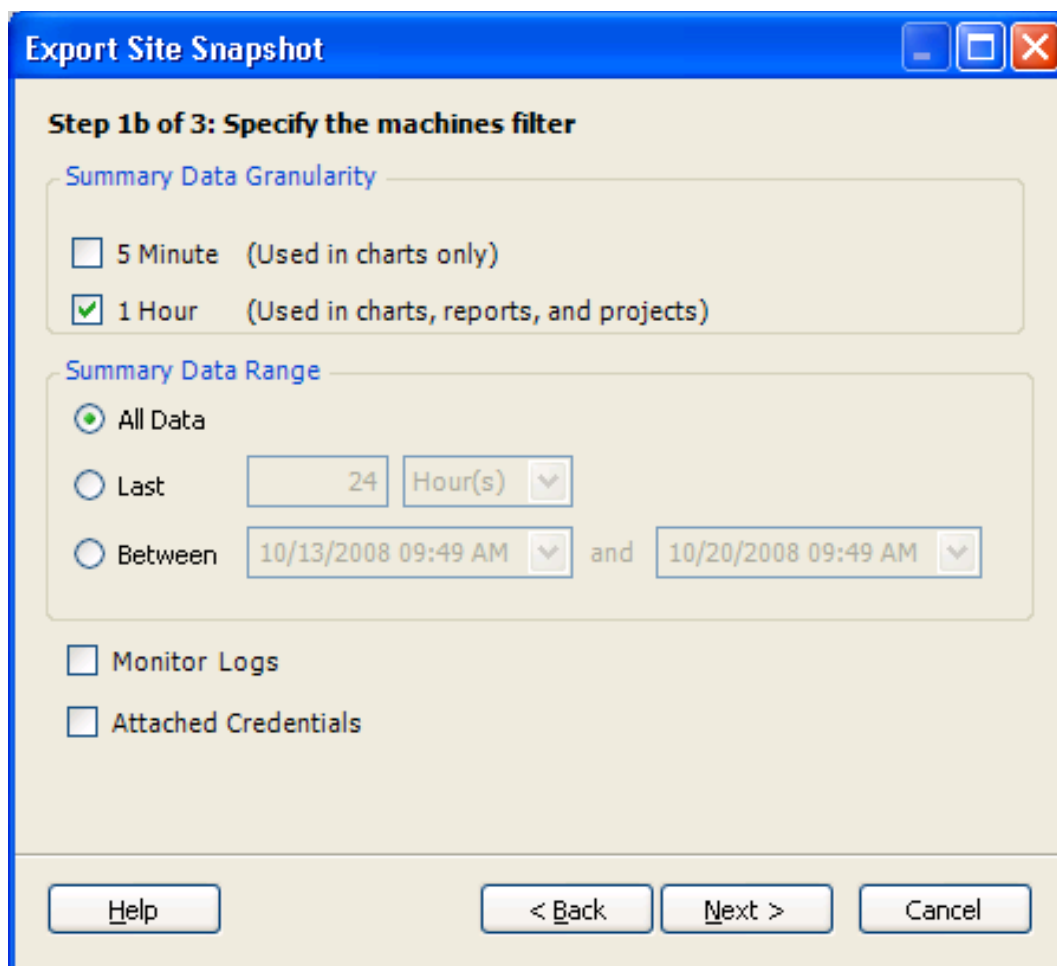 Export Site Snapshot
Step 1b of 3: Specify the machines filter
Summary Data Granularity
5 Minute (Used in charts only)
1 Hour (Used in charts, reports, and projects)
Summary Data Range
All Data
Last 24 Hour(s)
Between 10/13/2008 09:49 AM and 10/20/2008 09:49 AM
Monitor Logs
Attached Credentials
Help < Back Next > Cancel